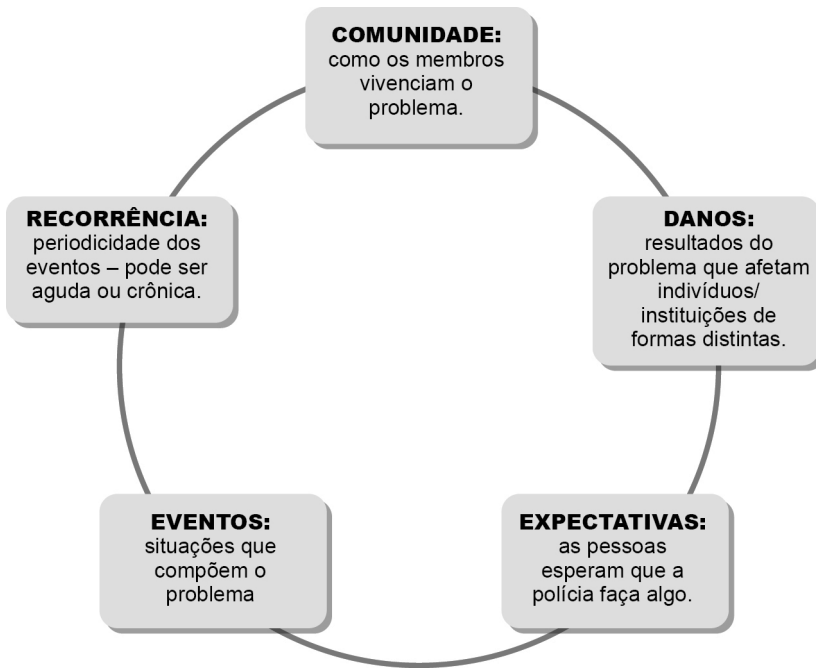 COMUNIDADE:
como os membros
vivenciam o
problema.
RECORRÊNCIA:
periodicidade dos
eventos – pode ser
aguda ou crônica.
DANOS:
resultados do
problema que afetam
indivíduos/
instituições de
formas distintas.
EVENTOS:
situações que
compõem o
problema
EXPECTATIVAS:
as pessoas
esperam que a
polícia faça algo.